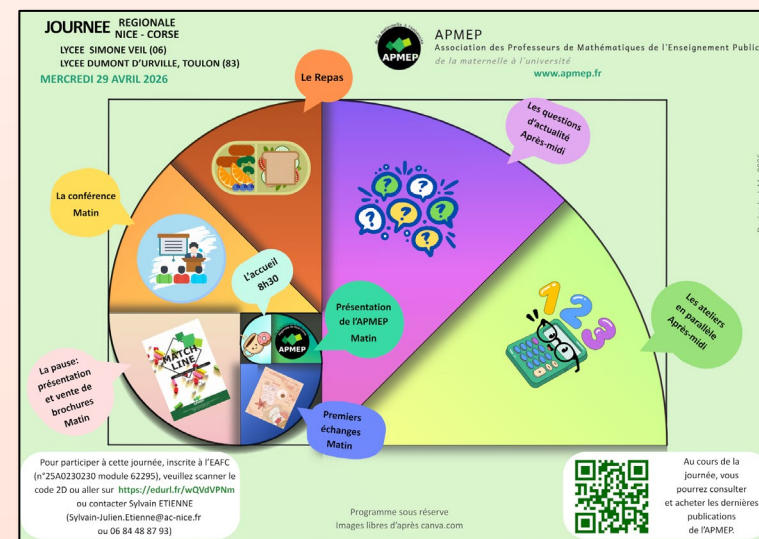 JOURNEE REGIONALE
NICE - CORSE
LYCEE SIMONE VEIL (06)
LYCEE DUMONT D'URVILLE, TOULON (83)
MERCREDI 29 AVRIL 2026
APMEP
APMEP
Association des Professeurs de Mathématiques de l'Enseignement Public
de la maternelle à l'université
www.apmep.fr
Le Repas
Les questions
d'actualité
Après-midi
La conférence
Matin
L'accueil
8h30
Présentation
de l'APMEP
Matin
APMEP
Les ateliers
en parallèle
Après-midi
1 2 3
La pause:
présentation
et vente de
brochures
Matin
MATCH
LINE
Premiers
échanges
Matin
Pour participer à cette journée, inscrite à l'EAFC
(n°25A0230230 module 62295), veuillez scanner le
code 2D ou aller sur https://edurl.fr/wQVdVPNm
ou contacter Sylvain ETIENNE
(Sylvain-Julien.Etienne@ac-nice.fr
ou 06 84 48 87 93)
Programme sous réserve
Images libres d'après canva.com
Au cours de la
journée, vous
pourrez consulter
et acheter les dernières
publications
de l'APMEP.